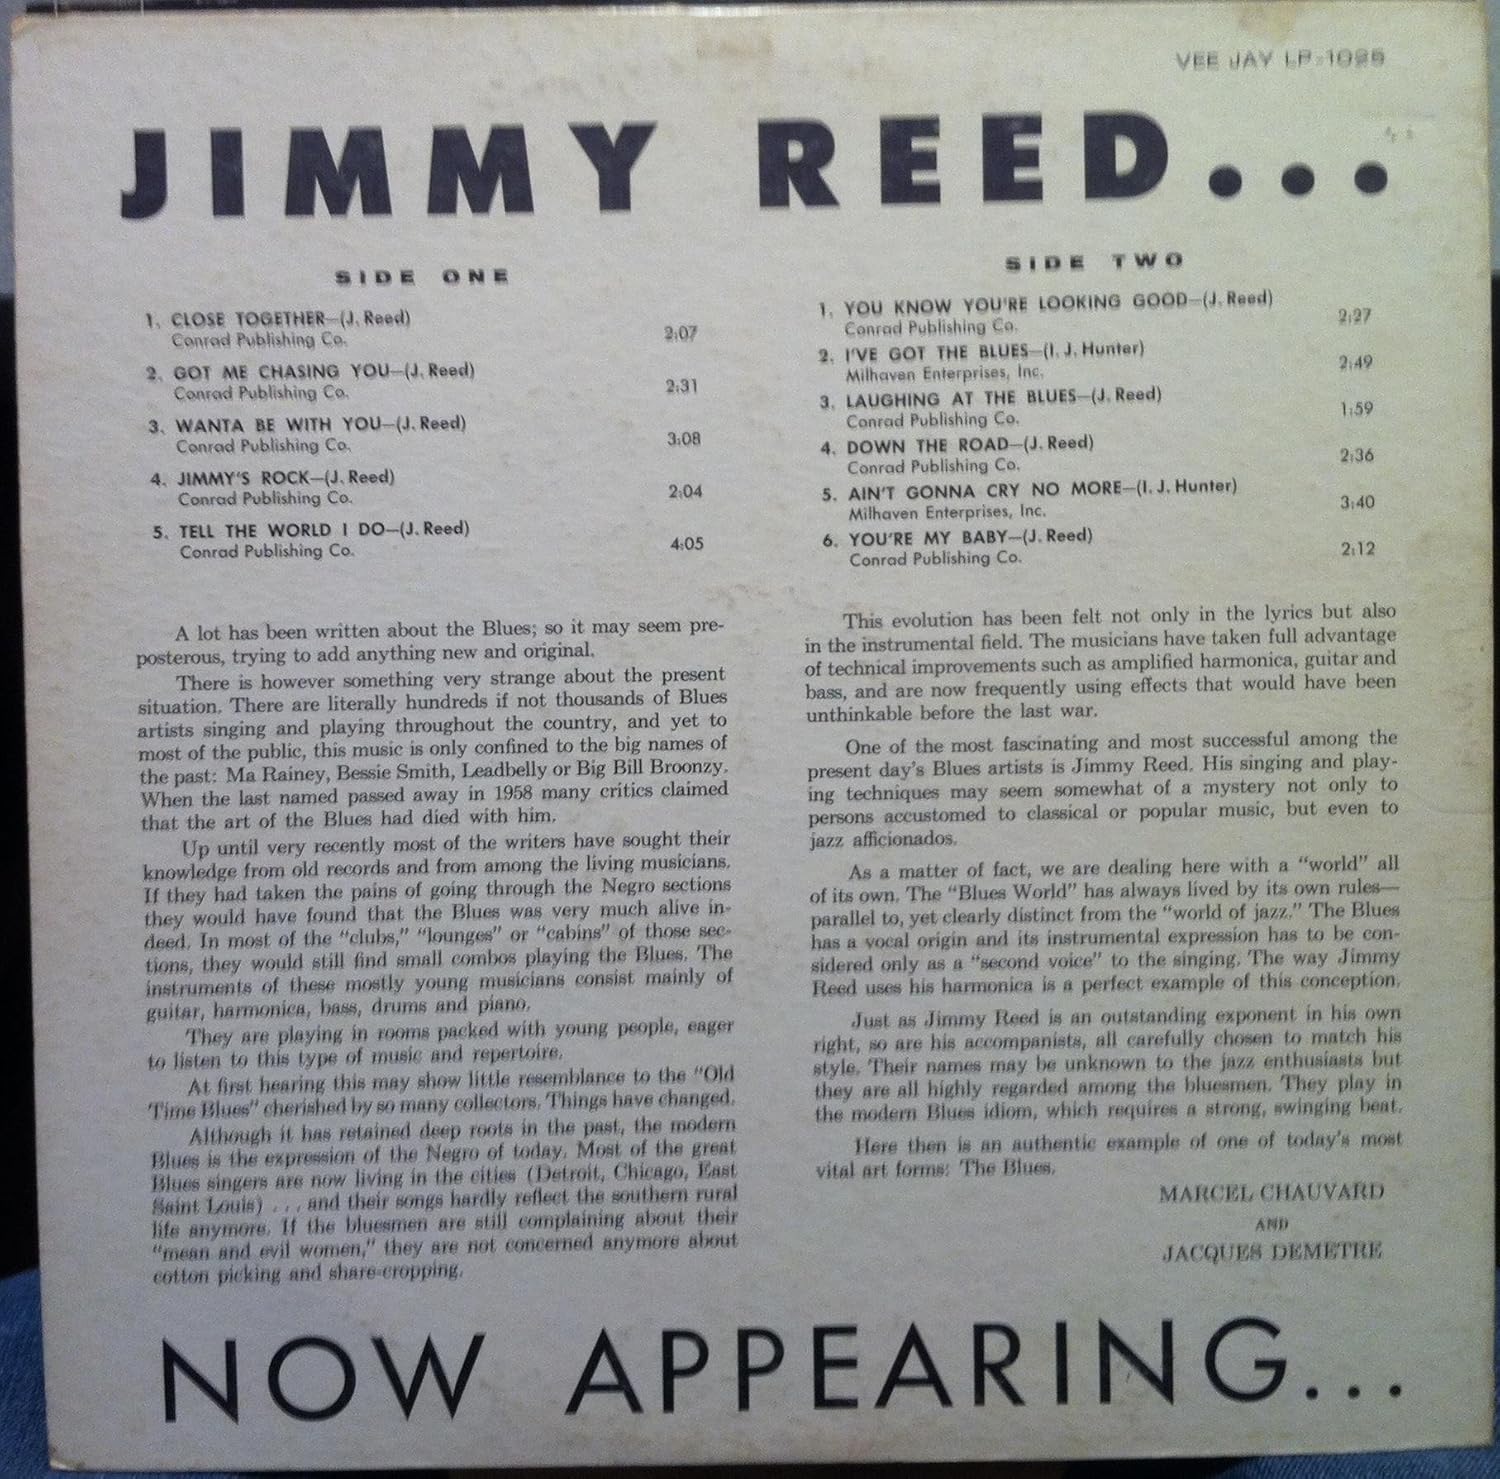 VEE JAY LP-1025
JIMMY REED...
SIDE ONE
1. CLOSE TOGETHER—(J. Reed)
Conrad Publishing Co. 2:07
2. GOT ME CHASING YOU—(J. Reed)
Conrad Publishing Co. 2:31
3. WANTA BE WITH YOU—(J. Reed)
Conrad Publishing Co. 3:08
4. JIMMY'S ROCK—(J. Reed)
Conrad Publishing Co. 2:04
5. TELL THE WORLD I DO—(J. Reed)
Conrad Publishing Co. 4:05
SIDE TWO
1. YOU KNOW YOU'RE LOOKING GOOD—(J. Reed)
Conrad Publishing Co. 2:27
2. I'VE GOT THE BLUES—(I. J. Hunter)
Milhaven Enterprises, Inc. 2:49
3. LAUGHING AT THE BLUES—(J. Reed)
Conrad Publishing Co. 1:59
4. DOWN THE ROAD—(J. Reed)
Conrad Publishing Co. 2:36
5. AIN'T GONNA CRY NO MORE—(I. J. Hunter)
Milhaven Enterprises, Inc. 3:40
6. YOU'RE MY BABY—(J. Reed)
Conrad Publishing Co. 2:12
A lot has been written about the Blues; so it may seem pre-
posterous, trying to add anything new and original.
There is however something very strange about the present
situation. There are literally hundreds if not thousands of Blues
artists singing and playing throughout the country, and yet to
most of the public, this music is only confined to the big names of
the past: Ma Rainey, Bessie Smith, Leadbelly or Big Bill Broonzy.
When the last named passed away in 1958 many critics claimed
that the art of the Blues had died with him.
Up until very recently most of the writers have sought their
knowledge from old records and from among the living musicians.
If they had taken the pains of going through the Negro sections
they would have found that the Blues was very much alive in-
deed. In most of the "clubs," "lounges" or "cabins" of those sec-
tions, they would still find small combos playing the Blues. The
instruments of these mostly young musicians consist mainly of
guitar, harmonica, bass, drums and piano.
They are playing in rooms packed with young people, eager
to listen to this type of music and repertoire.
At first hearing this may show little resemblance to the "Old
Time Blues" cherished by so many collectors. Things have changed.
Although it has retained deep roots in the past, the modern
Blues is the expression of the Negro of today. Most of the great
Blues singers are now living in the cities (Detroit, Chicago, East
Saint Louis) . . . and their songs hardly reflect the southern rural
life anymore. If the bluesmen are still complaining about their
"mean and evil women," they are not concerned anymore about
cotton picking and share-cropping.
This evolution has been felt not only in the lyrics but also
in the instrumental field. The musicians have taken full advantage
of technical improvements such as amplified harmonica, guitar and
bass, and are now frequently using effects that would have been
unthinkable before the last war.
One of the most fascinating and most successful among the
present day's Blues artists is Jimmy Reed. His singing and play-
ing techniques may seem somewhat of a mystery not only to
persons accustomed to classical or popular music, but even to
jazz afficionados.
As a matter of fact, we are dealing here with a "world" all
of its own. The "Blues World" has always lived by its own rules—
parallel to, yet clearly distinct from the "world of jazz." The Blues
has a vocal origin and its instrumental expression has to be con-
sidered only as a "second voice" to the singing. The way Jimmy
Reed uses his harmonica is a perfect example of this conception.
Just as Jimmy Reed is an outstanding exponent in his own
right, so are his accompanists, all carefully chosen to match his
style. Their names may be unknown to the jazz enthusiasts but
they are all highly regarded among the bluesmen. They play in
the modern Blues idiom, which requires a strong, swinging beat.
Here then is an authentic example of one of today's most
vital art forms: The Blues.
MARCEL CHAUVARD
AND
JACQUES DEMETRE
NOW APPEARING...